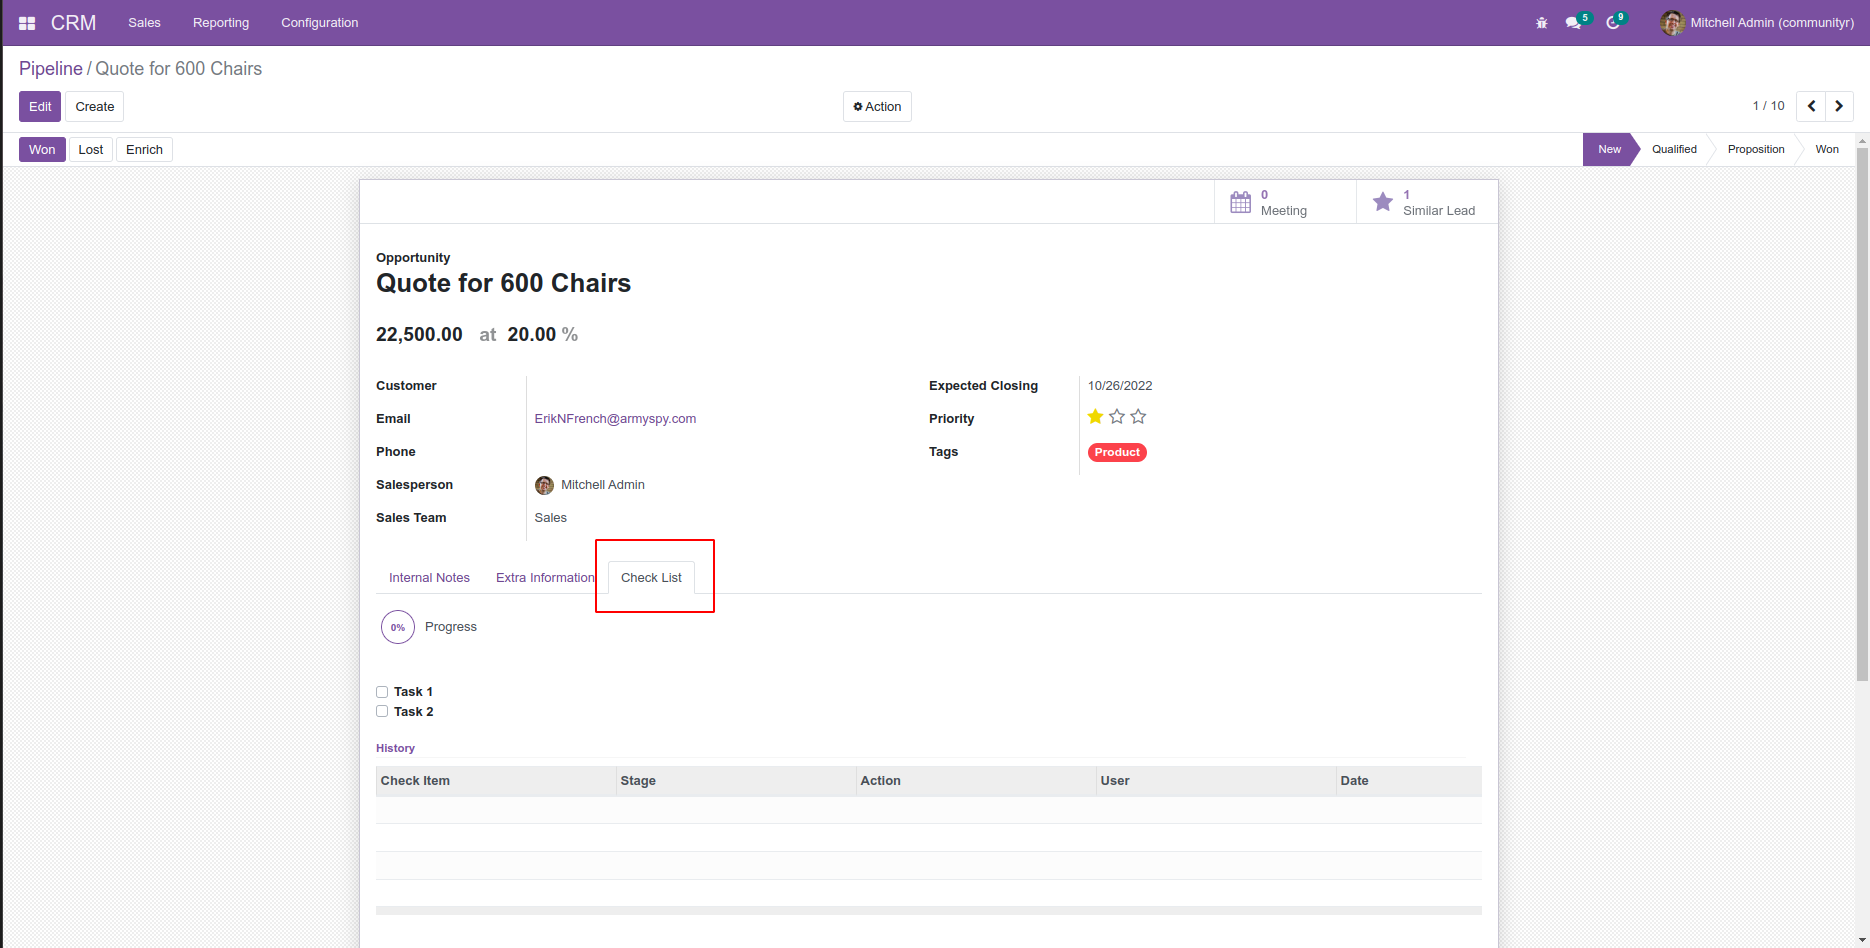 CRM Sales Reporting Configuration 5 9 Mitchell Admin (communityr)
Pipeline / Quote for 600 Chairs
Edit Create Action 1 / 10
Won Lost Enrich New Qualified Proposition Won
0 Meeting
1 Similar Lead
Opportunity
Quote for 600 Chairs
22,500.00 at 20.00 %
Customer Expected Closing 10/26/2022
Email ErikNFrench@armyspy.com Priority
Phone Tags Product
Salesperson Mitchell Admin
Sales Team Sales
Internal Notes Extra Information Check List
0% Progress
Task 1
Task 2
History
Check Item Stage Action User Date